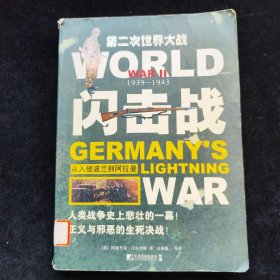 第二次世界大战
WORLD
WAR II
1939—1943
闪击战
GERMANY'S
从入侵波兰到阿拉曼
LIGHTNING
WAR
人类战争史上悲壮的一幕！
正义与邪恶的生死决战！